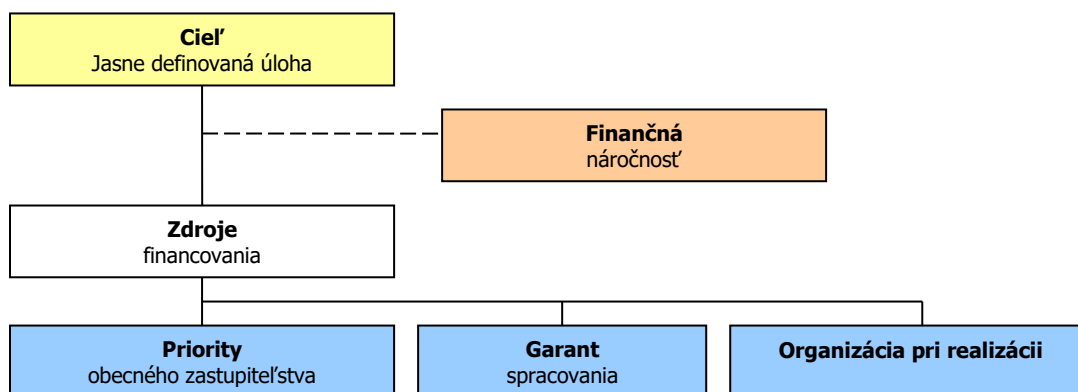 Cieľ
Jasne definovaná úloha
Finančná
náročnosť
Zdroje
financovania
Priority
obecného zastupiteľstva
Garant
spracovania
Organizácia pri realizácii